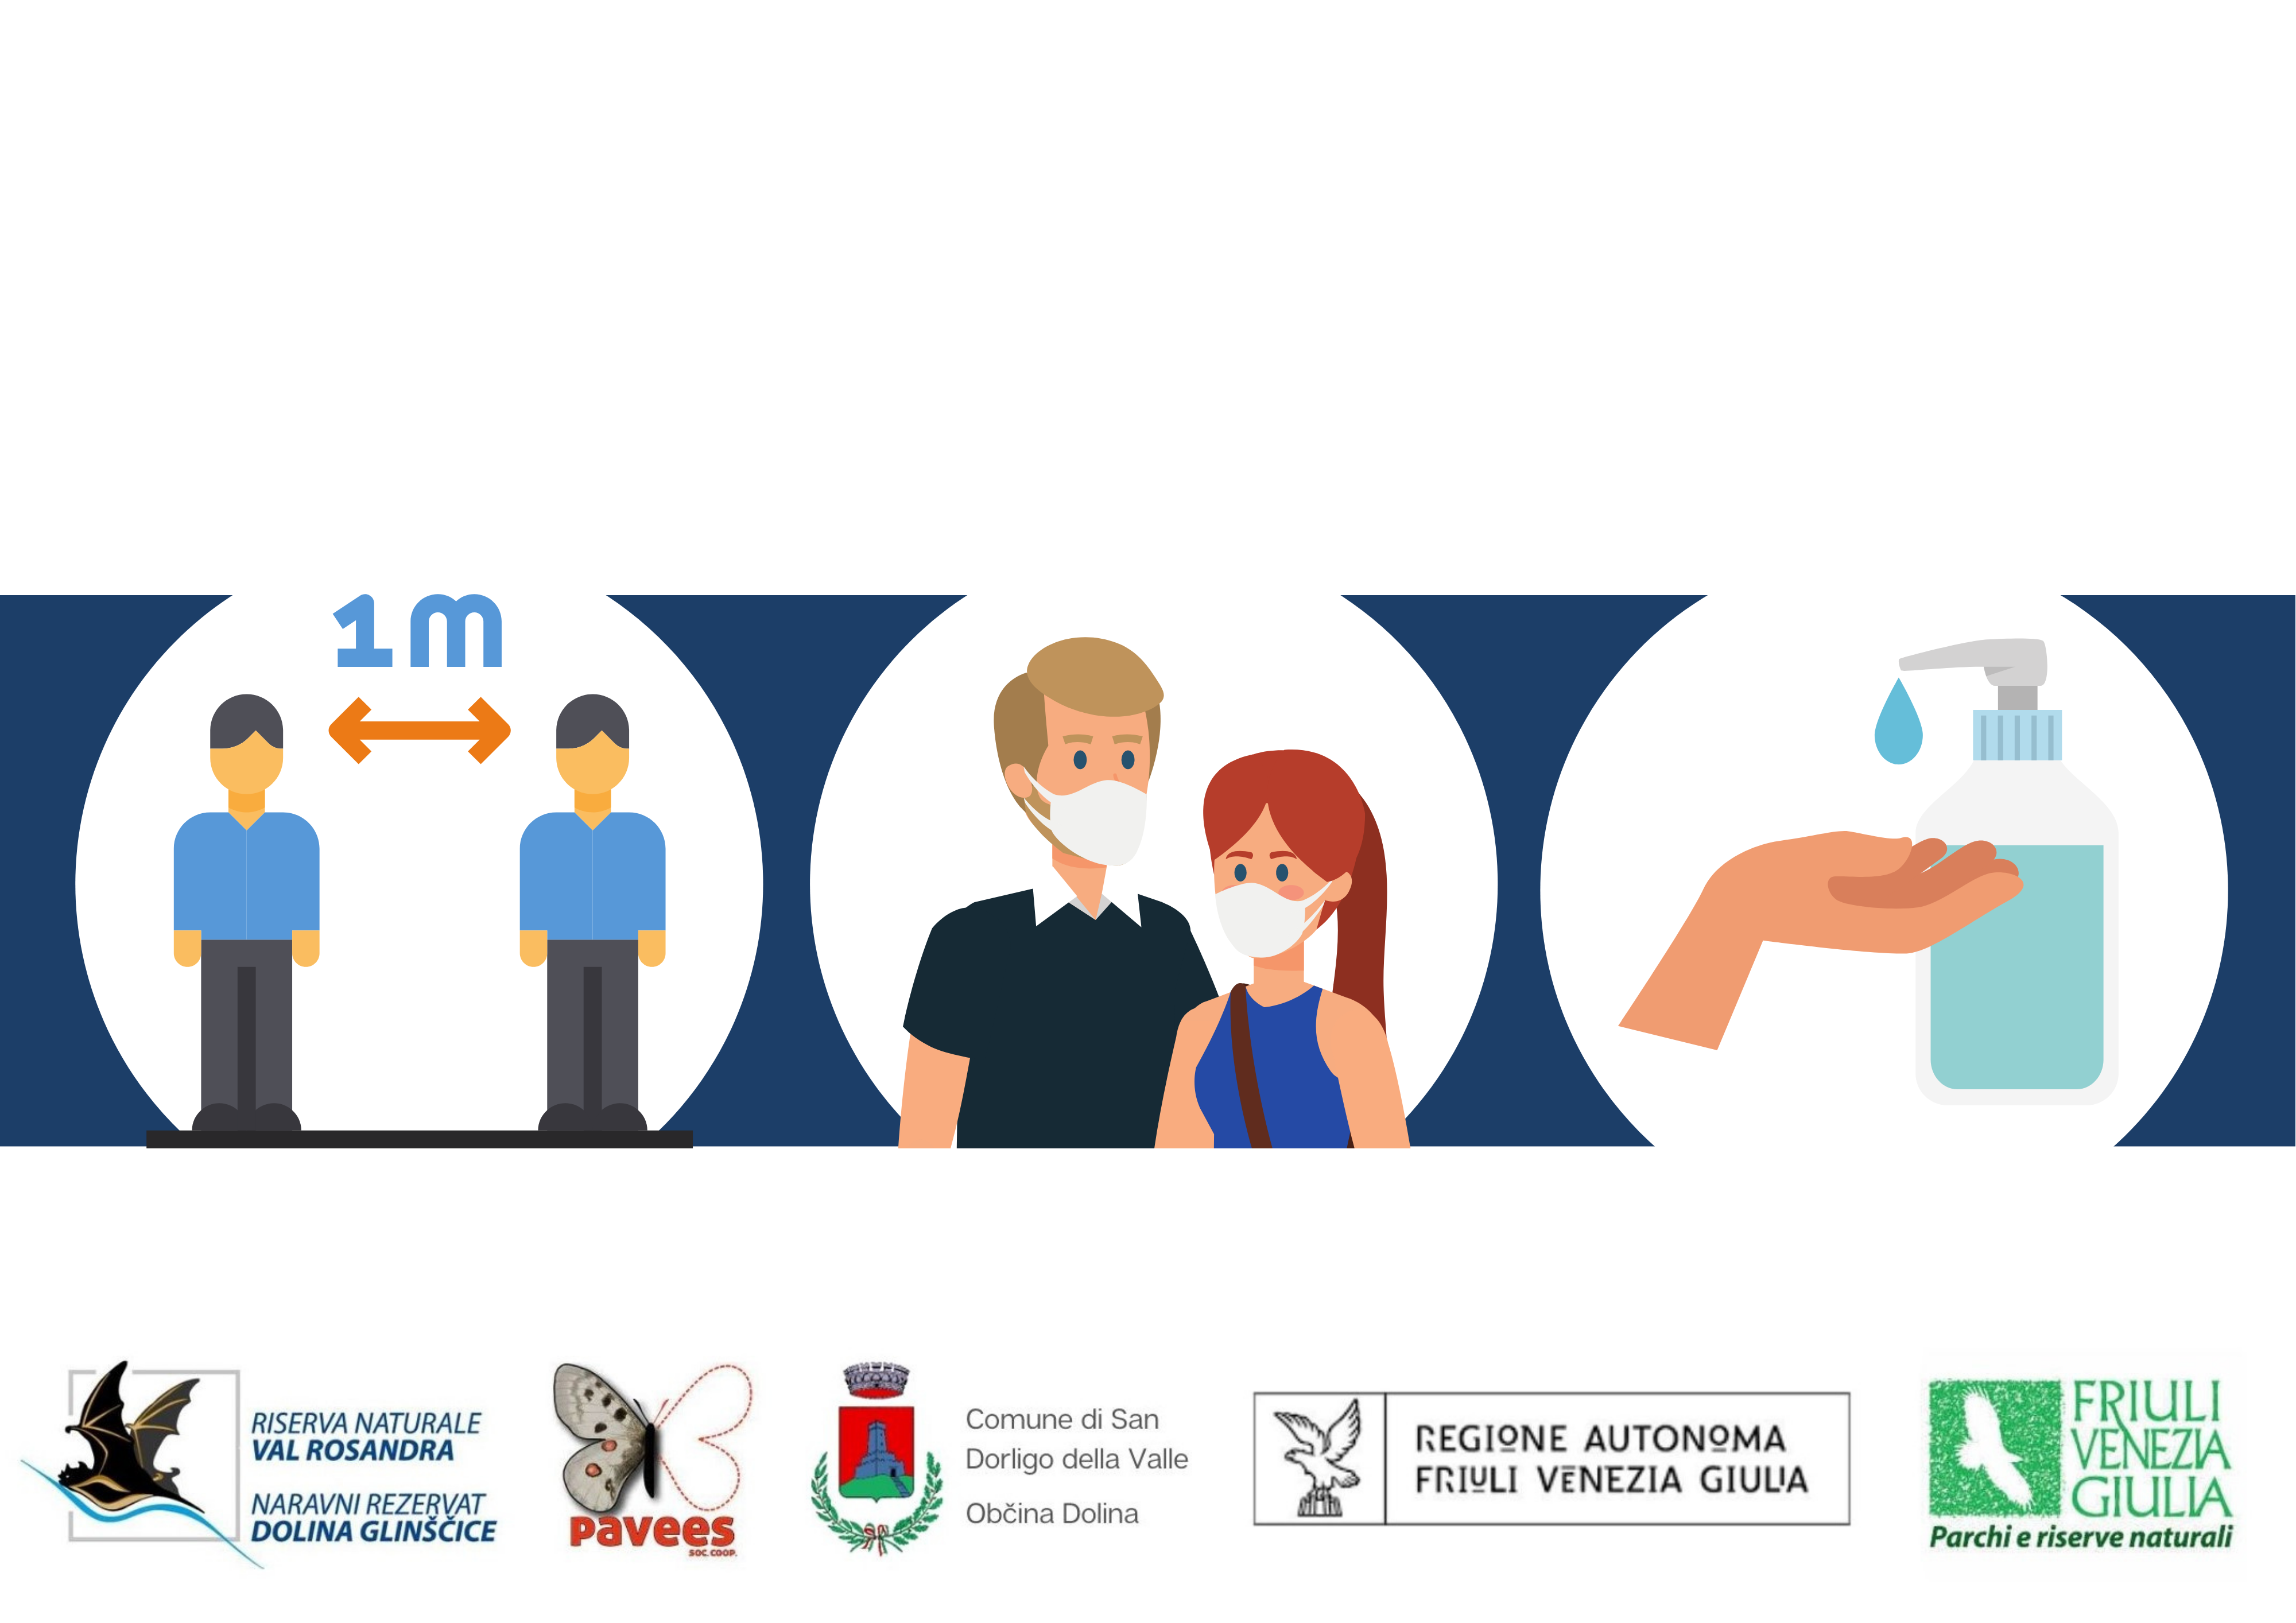 1m
RISERVA NATURALE
VAL ROSANDRA
NARAVNI REZERVAT
DOLINA GLINŠČICE
pavees
SOC.COOP.
Comune di San
Dorligo della Valle
Občina Dolina
REGIONE AUTONOMA
FRIULI VENEZIA GIULIA
FRIULI
VENEZIA
GIULIA
Parchi e riserve naturali